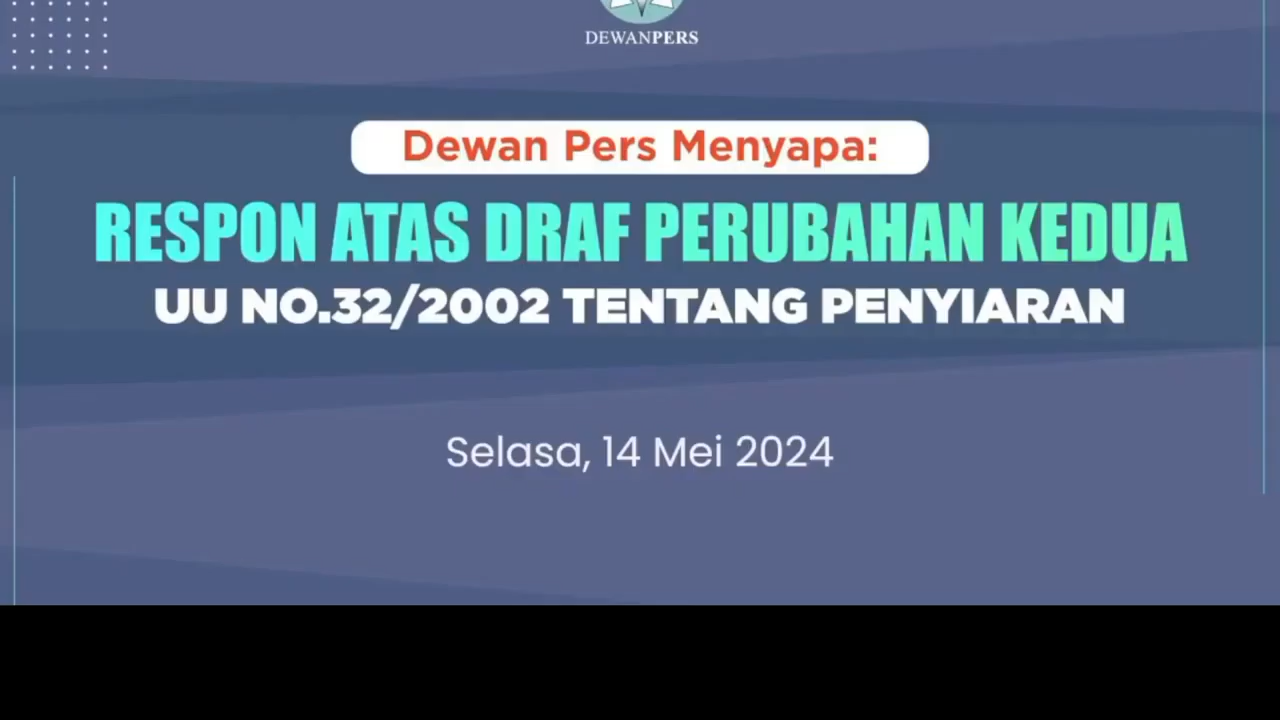 DEWANPERS
Dewan Pers Menyapa:
RESPON ATAS DRAF PERUBAHAN KEDUA
UU NO.32/2002 TENTANG PENYIARAN
Selasa, 14 Mei 2024